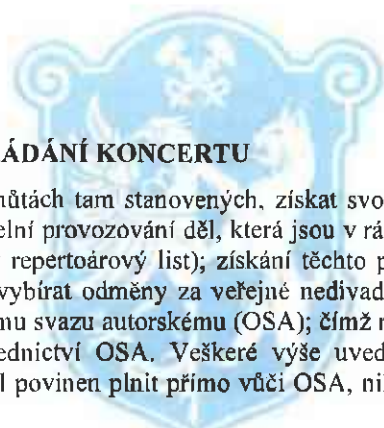 ÁDÁNÍ KONCERTU
ůtách tam stanovených, získat svo
elní provozování děl, která jsou v rá
repertoárový list); získání těchto p
vybírat odměny za veřejné nedivad
mu svazu autorskému (OSA); čímž n
ednictví OSA. Veškeré výše uved
l povinen plnit přímo vůči OSA, ni